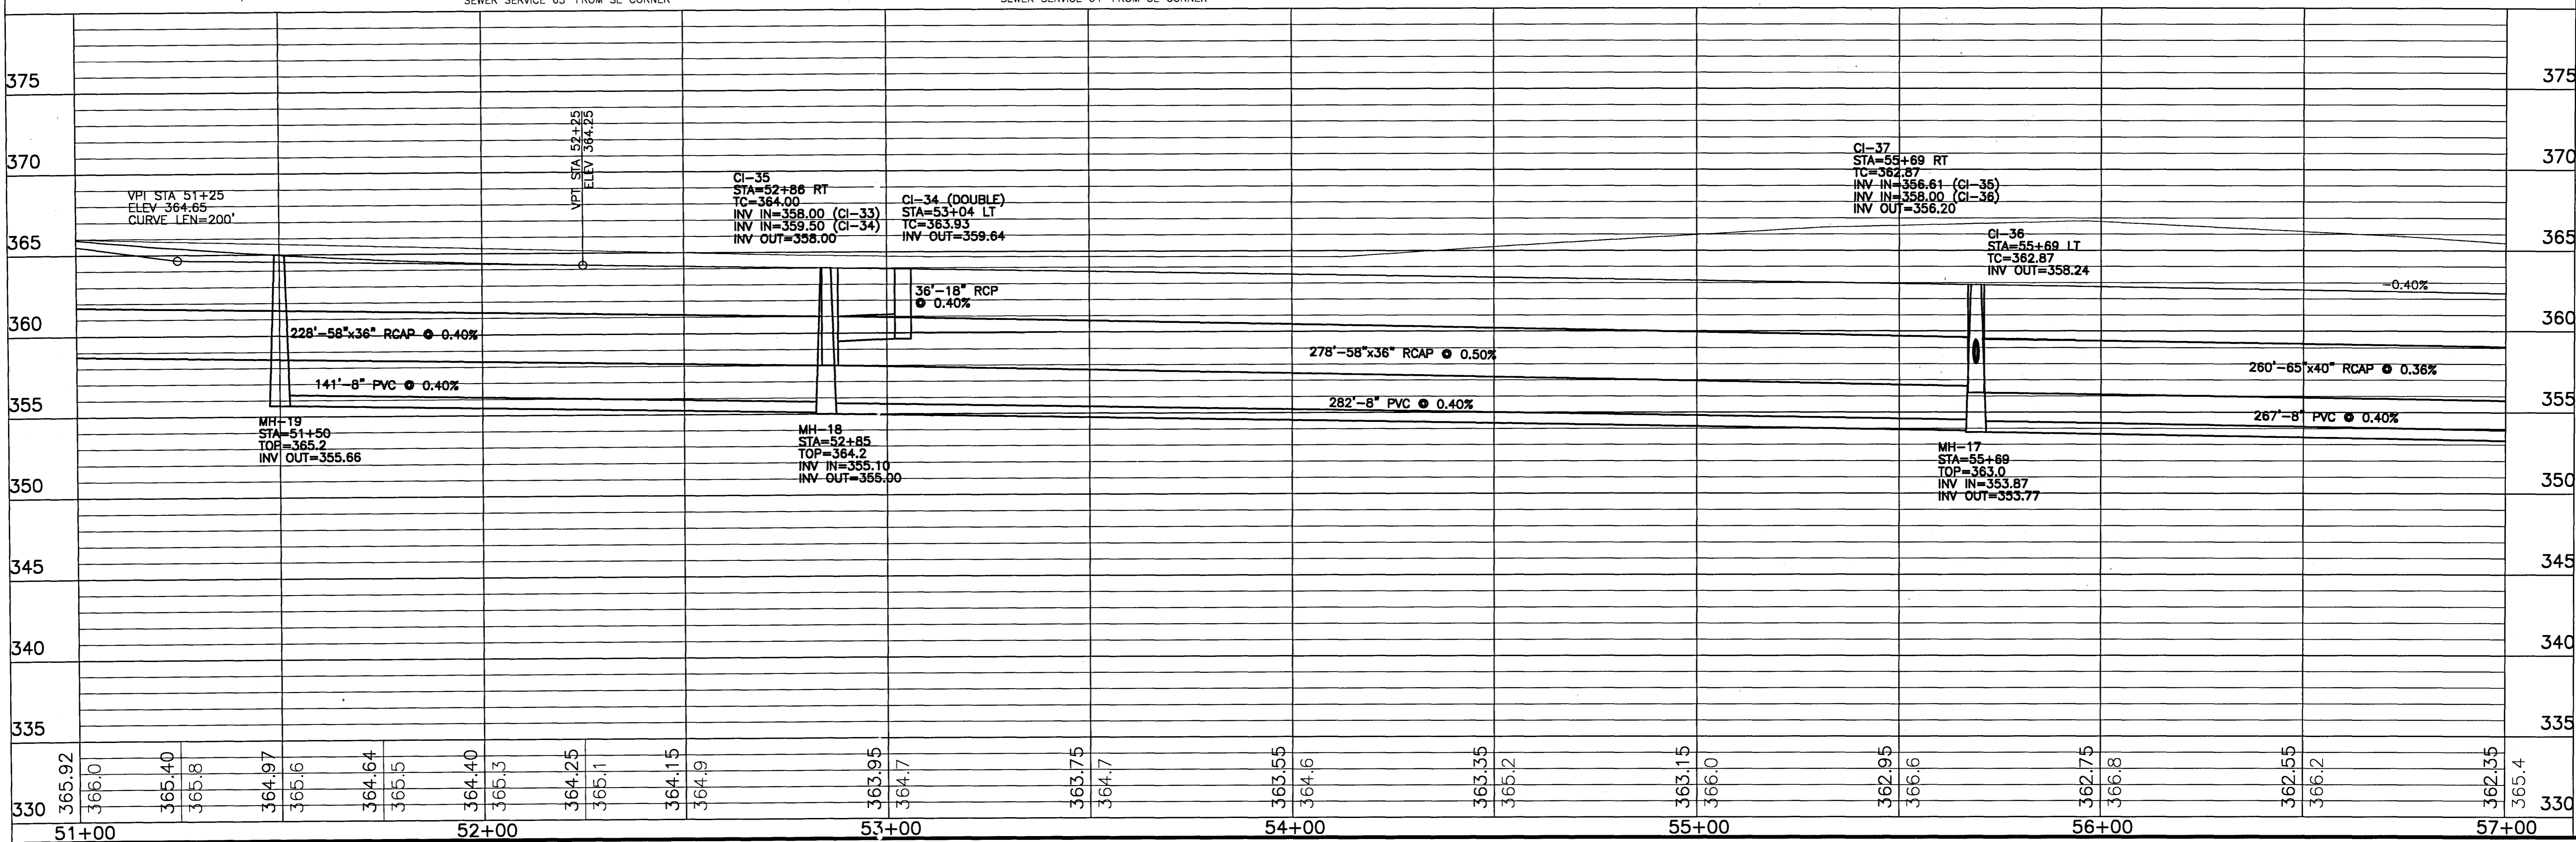 SEWER SERVICE 65' FROM SE CORNER
375
370
365
360
355
350
345
340
335
330
375
370
365
360
355
350
345
340
335
330
VPI STA 51+25
ELEV 364.65
CURVE LEN=200'
VPT STA 52+25
ELEV 364.25
CI-35
STA=52+86 RT
TC=364.00
INV IN=358.00 (CI-33)
INV IN=359.50 (CI-34)
INV OUT=358.00
CI-34 (DOUBLE)
STA=53+04 LT
TC=363.93
INV OUT=359.64
CI-37
STA=55+69 RT
TC=362.87
INV IN=356.61 (CI-35)
INV IN=358.00 (CI-36)
INV OUT=356.20
CI-36
STA=55+69 LT
TC=362.87
INV OUT=358.24
-0.40%
36'-18" RCP
@ 0.40%
228'-58"x36" RCAP @ 0.40%
278'-58"x36" RCAP @ 0.50%
260'-65"x40" RCAP @ 0.36%
141'-8" PVC @ 0.40%
282'-8" PVC @ 0.40%
267'-8" PVC @ 0.40%
MH-19
STA=51+50
TOP=365.2
INV OUT=355.66
MH-18
STA=52+85
TOP=364.2
INV IN=355.10
INV OUT=355.00
MH-17
STA=55+69
TOP=363.0
INV IN=353.87
INV OUT=353.77
365.92
366.0
365.40
365.8
364.97
365.6
364.64
365.5
364.40
365.3
364.25
365.1
364.15
364.9
363.95
364.7
363.75
364.7
363.55
364.6
363.35
365.2
363.15
366.0
362.95
366.6
362.75
366.8
362.55
366.2
362.35
365.4
51+00
52+00
53+00
54+00
55+00
56+00
57+00